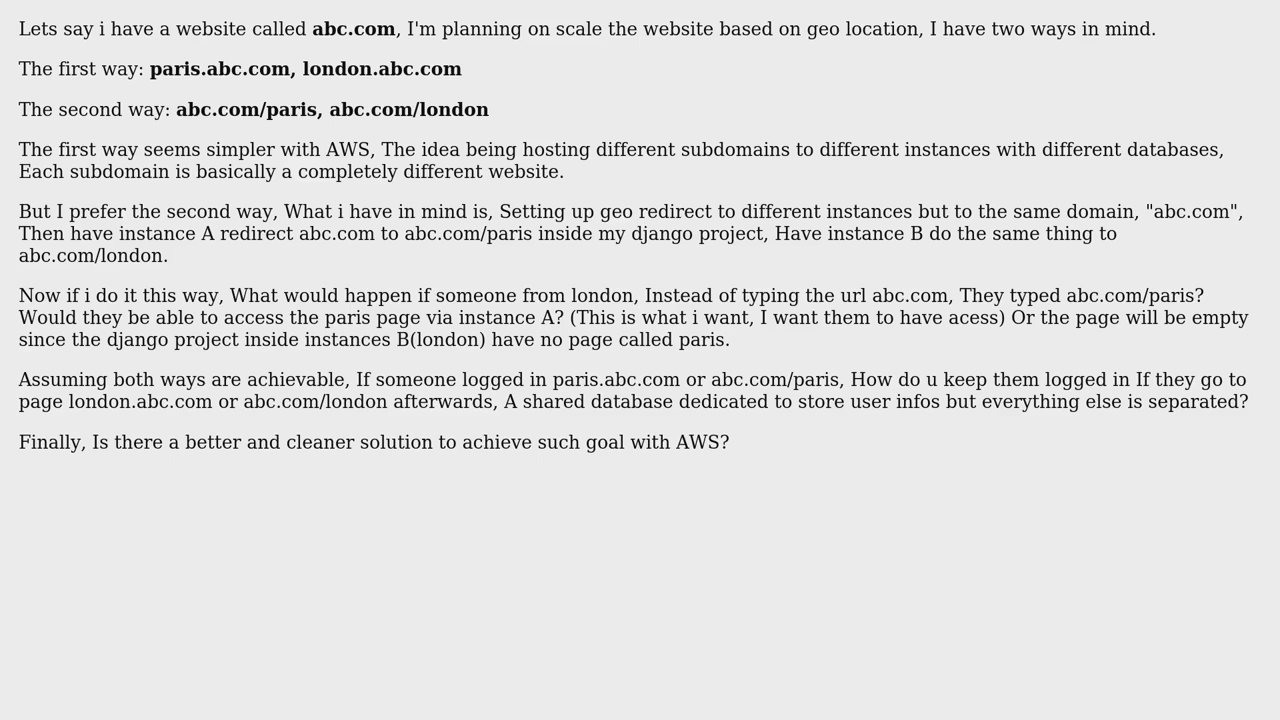 Lets say i have a website called abc.com, I'm planning on scale the website based on geo location, I have two ways in mind.
The first way: paris.abc.com, london.abc.com
The second way: abc.com/paris, abc.com/london
The first way seems simpler with AWS, The idea being hosting different subdomains to different instances with different databases,
Each subdomain is basically a completely different website.
But I prefer the second way, What i have in mind is, Setting up geo redirect to different instances but to the same domain, "abc.com",
Then have instance A redirect abc.com to abc.com/paris inside my django project, Have instance B do the same thing to
abc.com/london.
Now if i do it this way, What would happen if someone from london, Instead of typing the url abc.com, They typed abc.com/paris?
Would they be able to access the paris page via instance A? (This is what i want, I want them to have acess) Or the page will be empty
since the django project inside instances B(london) have no page called paris.
Assuming both ways are achievable, If someone logged in paris.abc.com or abc.com/paris, How do u keep them logged in If they go to
page london.abc.com or abc.com/london afterwards, A shared database dedicated to store user infos but everything else is separated?
Finally, Is there a better and cleaner solution to achieve such goal with AWS?